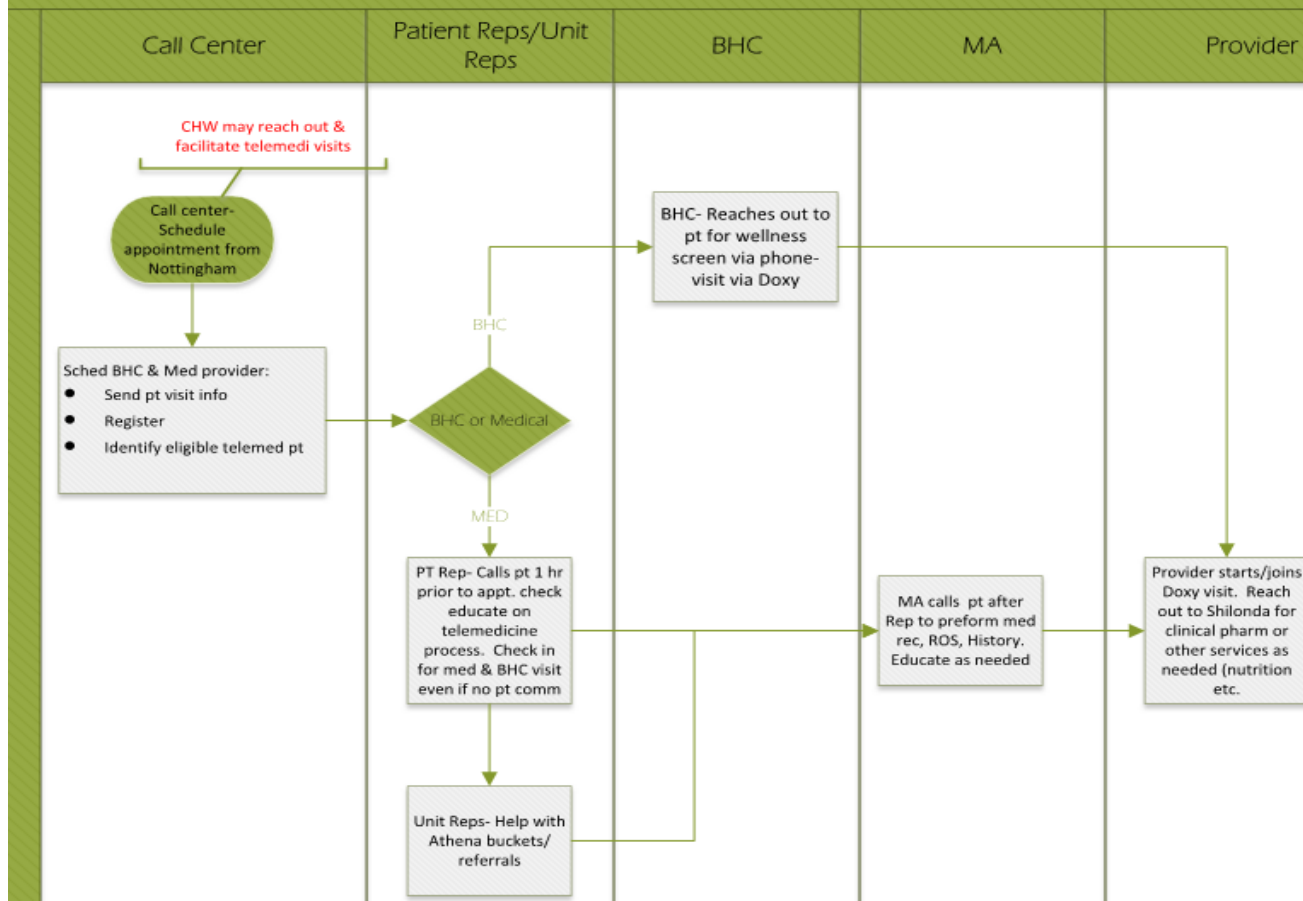 Call Center
Patient Reps/Unit
Reps
BHC
MA
Provider
CHW may reach out &
facilitate telemedi visits
Call center-
Schedule
appointment from
Nottingham
Sched BHC & Med provider:
● Send pt visit info
● Register
● Identify eligible telemed pt
BHC
BHC or Medical
MED
PT Rep- Calls pt 1 hr
prior to appt. check
educate on
telemedicine
process. Check in
for med & BHC visit
even if no pt comm
Unit Reps- Help with
Athena buckets/
referrals
BHC- Reaches out to
pt for wellness
screen via phone-
visit via Doxy
MA calls pt after
Rep to preform med
rec, ROS, History.
Educate as needed
Provider starts/joins
Doxy visit. Reach
out to Shilonda for
clinical pharm or
other services as
needed (nutrition
etc.